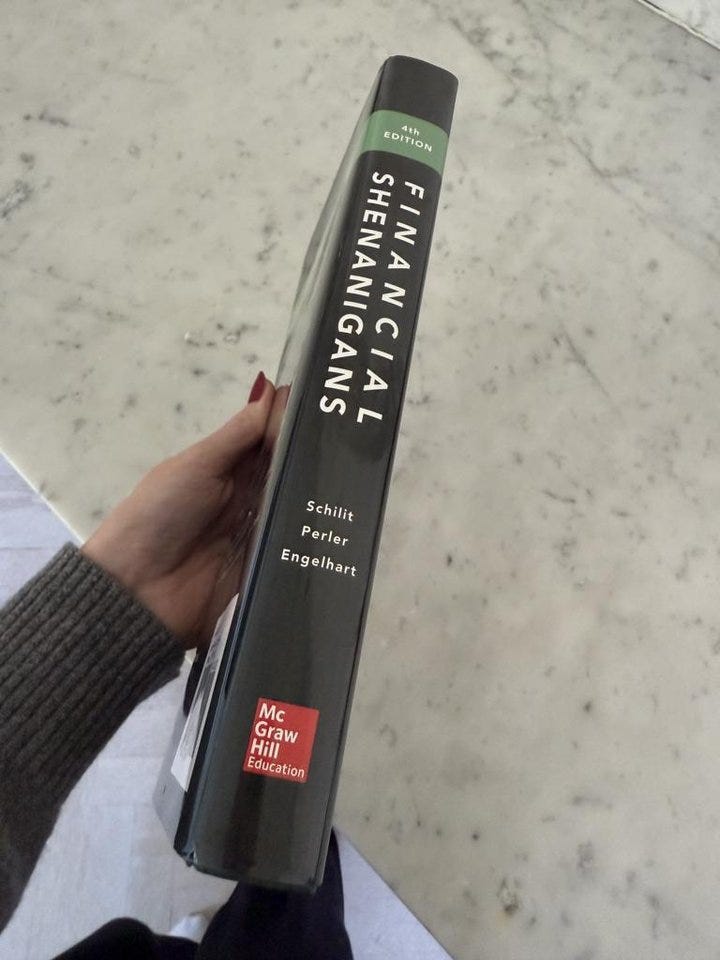 4th
EDITION
FINANCIAL
SHENANIGANS
Schilit
Perler
Engelhart
Mc
Graw
Hill
Education